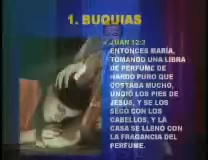 1. BUQUIAS
JUAN 12:3
ENTONCES MARÍA,
TOMANDO UNA LIBRA
DE PERFUME DE
NARDO PURO QUE
COSTABA MUCHO,
UNGIÓ LOS PIES DE
JESÚS, Y SE LOS
SECÓ CON LOS
CABELLOS, Y LA
CASA SE LLENÓ CON
LA FRAGANCIA DEL
PERFUME.